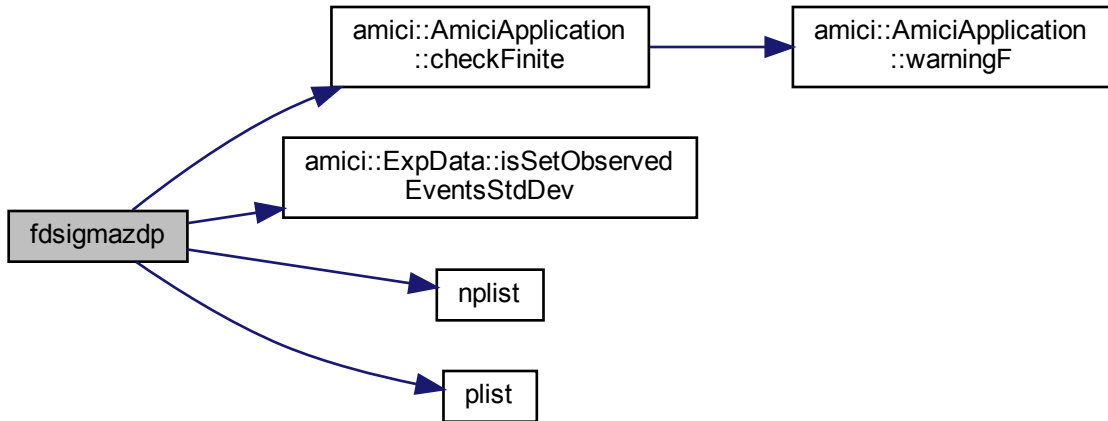 amici::AmiciApplication
::checkFinite
amici::AmiciApplication
::warningF
amici::ExpData::isSetObserved
EventsStdDev
fdsigmazdp
nplist
plist